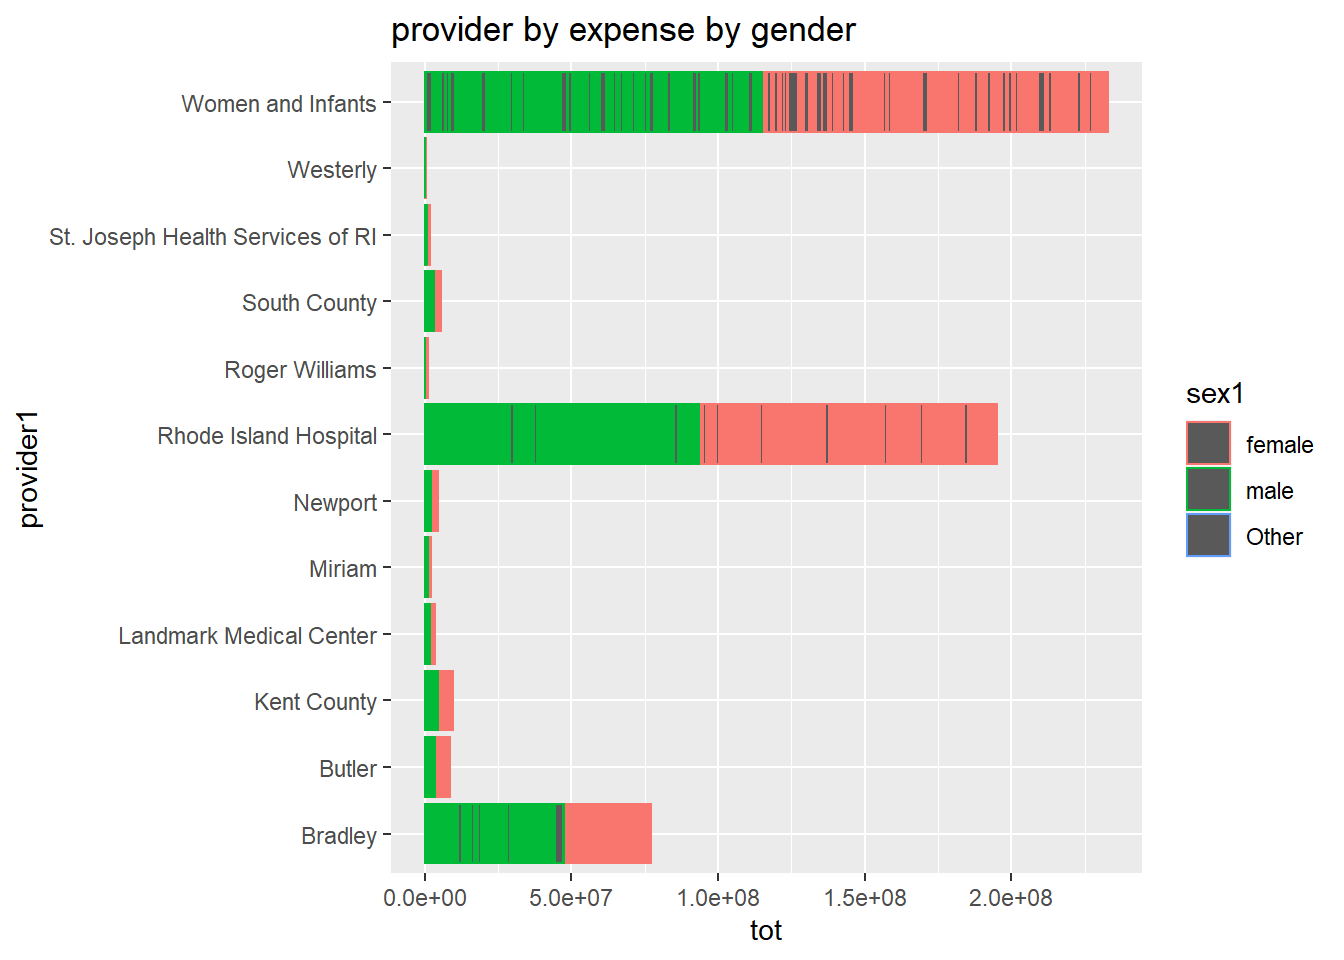 provider by expense by gender
Women and Infants
Westerly
St. Joseph Health Services of RI
South County
Roger Williams
Rhode Island Hospital
Newport
Miriam
Landmark Medical Center
Kent County
Butler
Bradley
provider1
0.0e+00 5.0e+07 1.0e+08 1.5e+08 2.0e+08
tot
sex1
female
male
Other